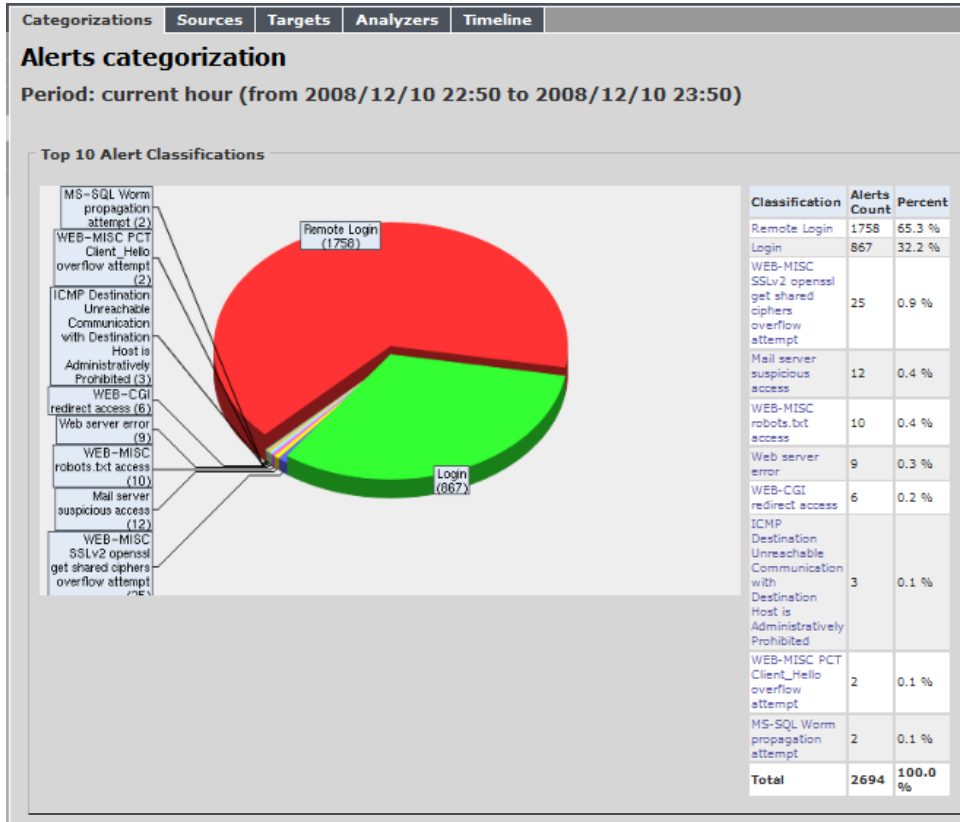 Categorizations Sources Targets Analyzers Timeline
Alerts categorization
Period: current hour (from 2008/12/10 22:50 to 2008/12/10 23:50)
Top 10 Alert Classifications
MS-SQL Worm
propagation
attempt (2)
WEB-MISC PCT
Client_Hello
overflow attempt
(2)
ICMP Destination
Unreachable
Communication
with Destination
Host is
Administratively
Prohibited (3)
WEB-CGI
redirect access (6)
Web server error
(9)
WEB-MISC
robots.txt access
(10)
Mail server
suspicious access
(12)
WEB-MISC
SSLv2 openssl
get shared ciphers
overflow attempt
(25)
Remote Login
(1758)
Login
(867)
Classification Alerts Count Percent
Remote Login 1758 65.3 %
Login 867 32.2 %
WEB-MISC
SSLv2 openssl
get shared
ciphers
overflow
attempt
25 0.9 %
Mail server
suspicious
access
12 0.4 %
WEB-MISC
robots.txt
access
10 0.4 %
Web server
error
9 0.3 %
WEB-CGI
redirect access
6 0.2 %
ICMP
Destination
Unreachable
Communication
with
Destination
Host is
Administratively
Prohibited
3 0.1 %
WEB-MISC PCT
Client_Hello
overflow
attempt
2 0.1 %
MS-SQL Worm
propagation
attempt
2 0.1 %
Total 2694 100.0 %